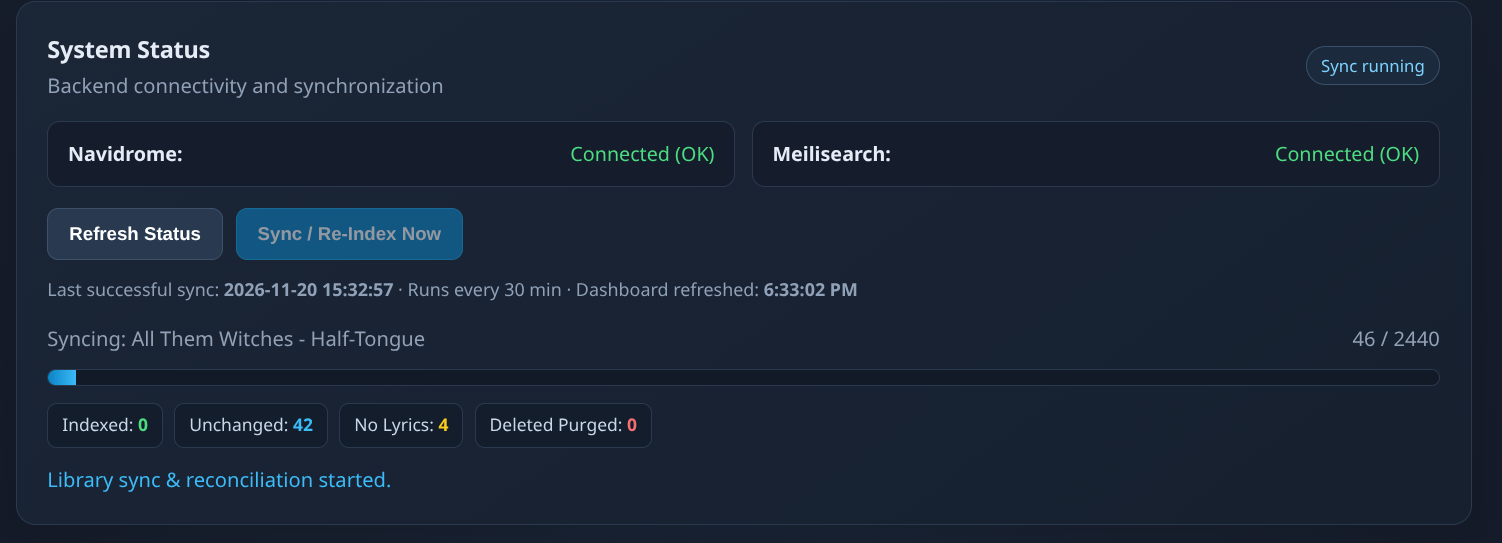 System Status
Backend connectivity and synchronization
Sync running
Navidrome: Connected (OK)
Meilisearch: Connected (OK)
Refresh Status
Sync / Re-Index Now
Last successful sync: 2026-11-20 15:32:57 · Runs every 30 min · Dashboard refreshed: 6:33:02 PM
Syncing: All Them Witches - Half-Tongue
46 / 2440
Indexed: 0
Unchanged: 42
No Lyrics: 4
Deleted Purged: 0
Library sync & reconciliation started.